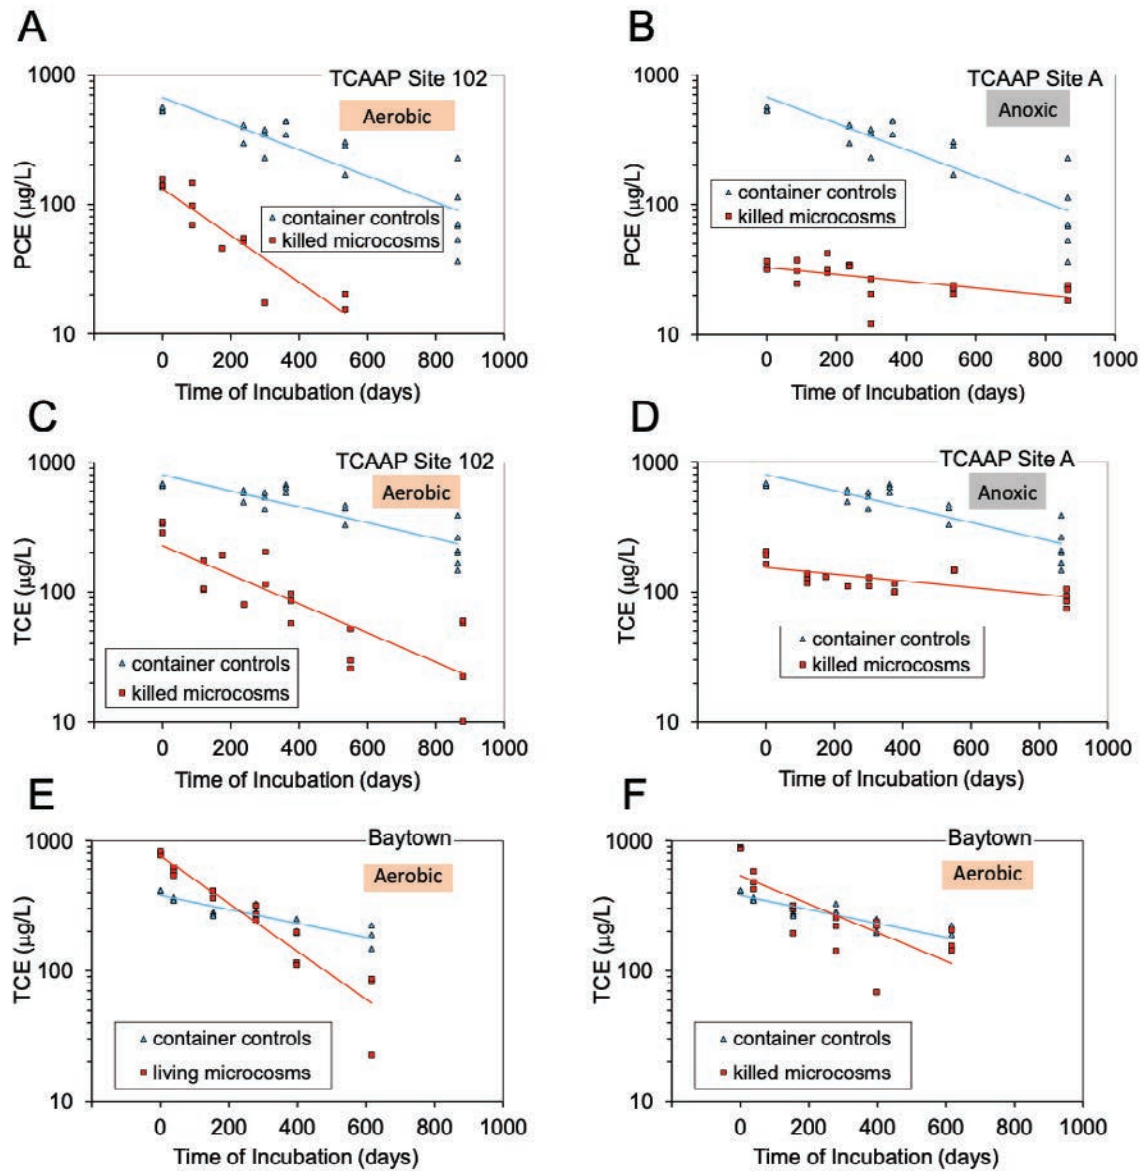 A
TCAAP Site 102
Aerobic
1000
100
10
PCE (µg/L)
container controls
killed microcosms
0 200 400 600 800 1000
Time of Incubation (days)
B
TCAAP Site A
Anoxic
1000
100
10
PCE (µg/L)
container controls
killed microcosms
0 200 400 600 800 1000
Time of Incubation (days)
C
TCAAP Site 102
Aerobic
1000
100
10
TCE (µg/L)
container controls
killed microcosms
0 200 400 600 800 1000
Time of Incubation (days)
D
TCAAP Site A
Anoxic
1000
100
10
TCE (µg/L)
container controls
killed microcosms
0 200 400 600 800 1000
Time of Incubation (days)
E
Baytown
Aerobic
1000
100
10
TCE (µg/L)
container controls
living microcosms
0 200 400 600 800 1000
Time of Incubation (days)
F
Baytown
Aerobic
1000
100
10
TCE (µg/L)
container controls
killed microcosms
0 200 400 600 800 1000
Time of Incubation (days)